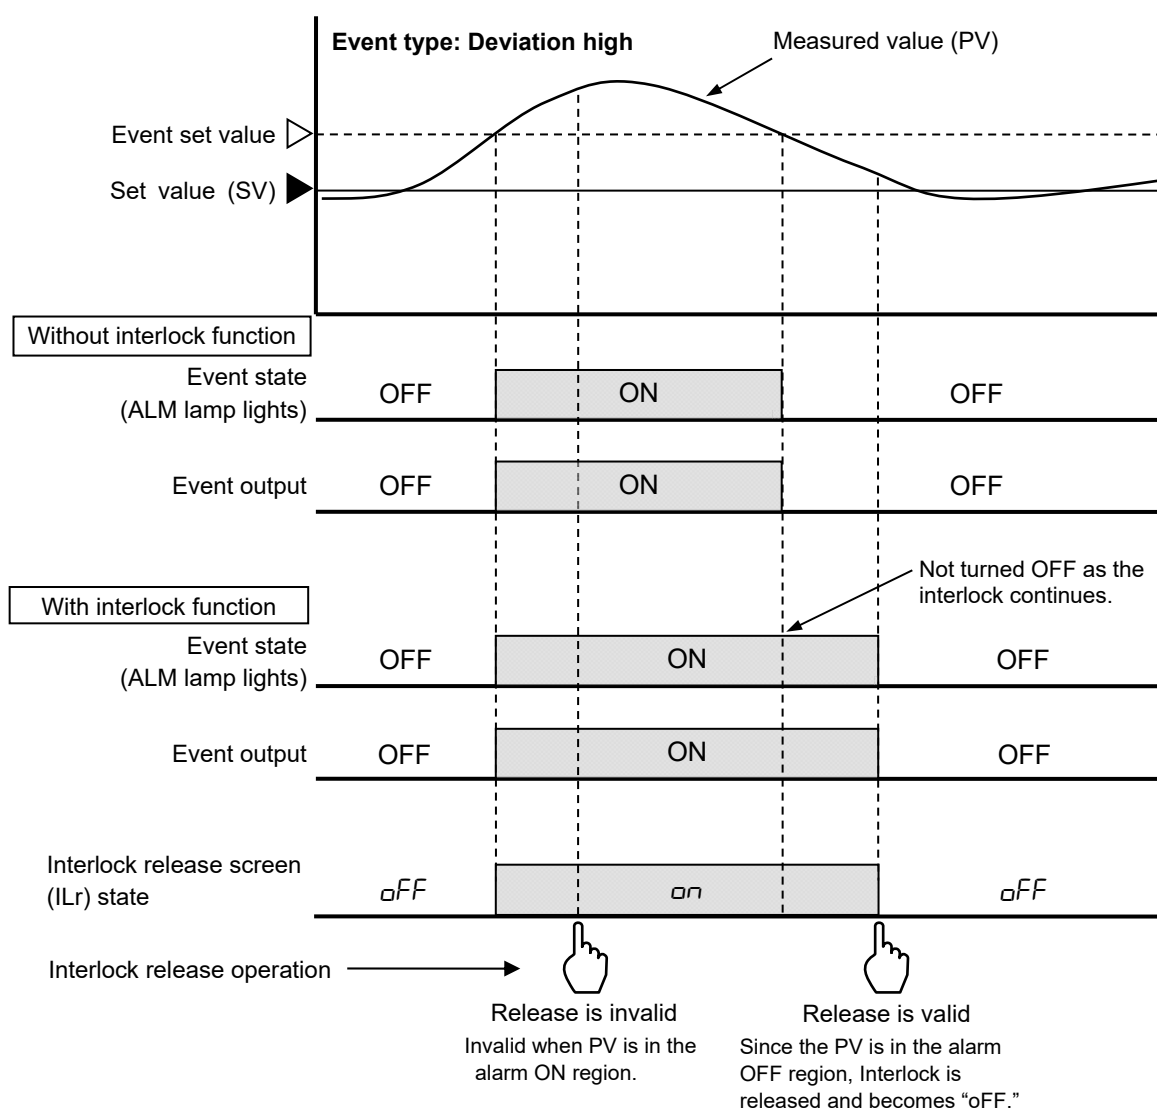 Event type: Deviation high
Measured value (PV)
Event set value
Set value (SV)
Without interlock function
Event state
(ALM lamp lights)
OFF
ON
OFF
Event output
OFF
ON
OFF
Not turned OFF as the
interlock continues.
With interlock function
Event state
(ALM lamp lights)
OFF
ON
OFF
Event output
OFF
ON
OFF
Interlock release screen
(ILr) state
oFF
on
oFF
Interlock release operation
Release is invalid
Invalid when PV is in the
alarm ON region.
Release is valid
Since the PV is in the alarm
OFF region, Interlock is
released and becomes “oFF.”